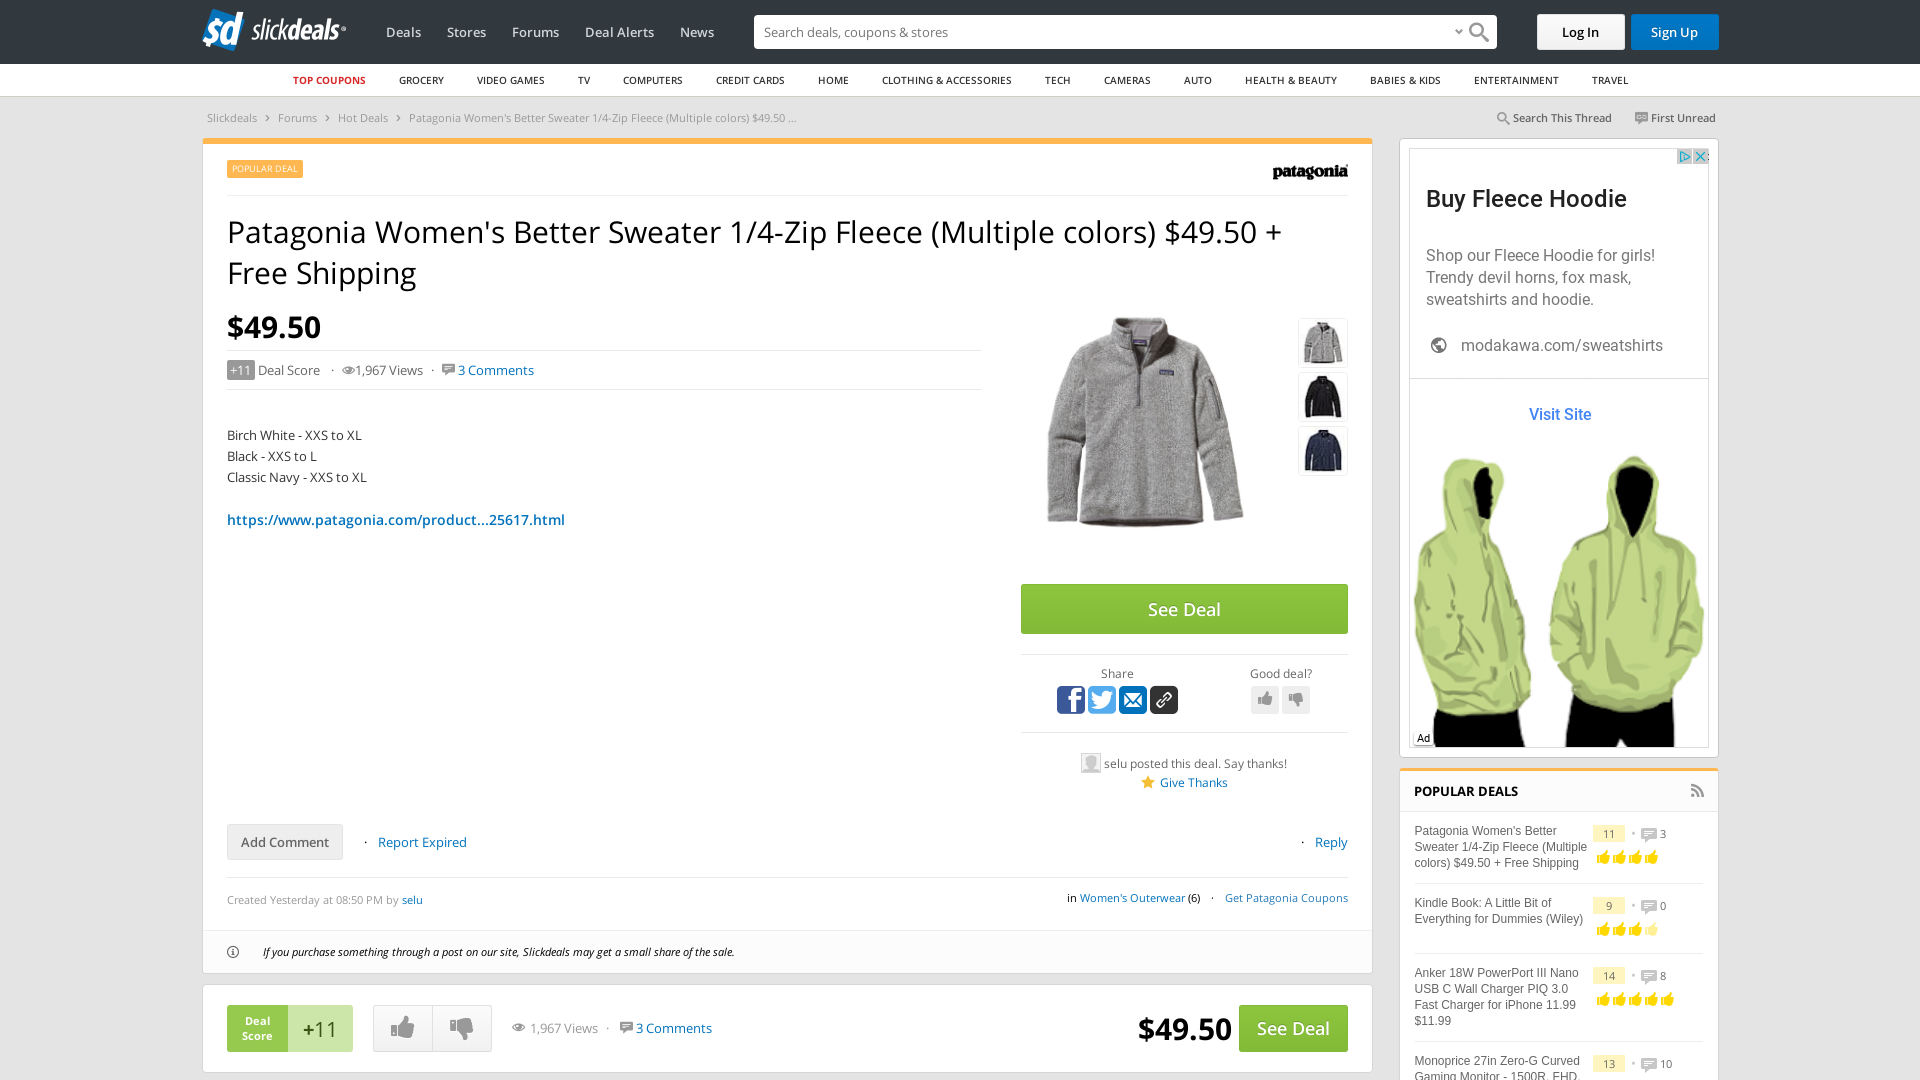 sd slickdeals
Deals Stores Forums Deal Alerts News
Search deals, coupons & stores
Log In
Sign Up
TOP COUPONS GROCERY VIDEO GAMES TV COMPUTERS CREDIT CARDS HOME CLOTHING & ACCESSORIES TECH CAMERAS AUTO HEALTH & BEAUTY BABIES & KIDS ENTERTAINMENT TRAVEL
Slickdeals › Forums › Hot Deals › Patagonia Women's Better Sweater 1/4-Zip Fleece (Multiple colors) $49.50 ...
Search This Thread First Unread
POPULAR DEAL
patagonia
Patagonia Women's Better Sweater 1/4-Zip Fleece (Multiple colors) $49.50 +
Free Shipping
$49.50
+11 Deal Score · 1,967 Views · 3 Comments
Birch White - XXS to XL
Black - XXS to L
Classic Navy - XXS to XL
https://www.patagonia.com/product...25617.html
See Deal
Share
Good deal?
selu posted this deal. Say thanks!
Give Thanks
Add Comment · Report Expired
· Reply
Created Yesterday at 08:50 PM by selu
in Women's Outerwear (6) · Get Patagonia Coupons
If you purchase something through a post on our site, Slickdeals may get a small share of the sale.
Deal
Score
+11
1,967 Views · 3 Comments
$49.50
See Deal
Buy Fleece Hoodie
Shop our Fleece Hoodie for girls!
Trendy devil horns, fox mask,
sweatshirts and hoodie.
modakawa.com/sweatshirts
Visit Site
Ad
POPULAR DEALS
Patagonia Women's Better
Sweater 1/4-Zip Fleece (Multiple
colors) $49.50 + Free Shipping
11 • 3
Kindle Book: A Little Bit of
Everything for Dummies (Wiley)
9 • 0
Anker 18W PowerPort III Nano
USB C Wall Charger PIQ 3.0
Fast Charger for iPhone 11.99
$11.99
14 • 8
Monoprice 27in Zero-G Curved
Gaming Monitor - 1500R, FHD,
13 • 10